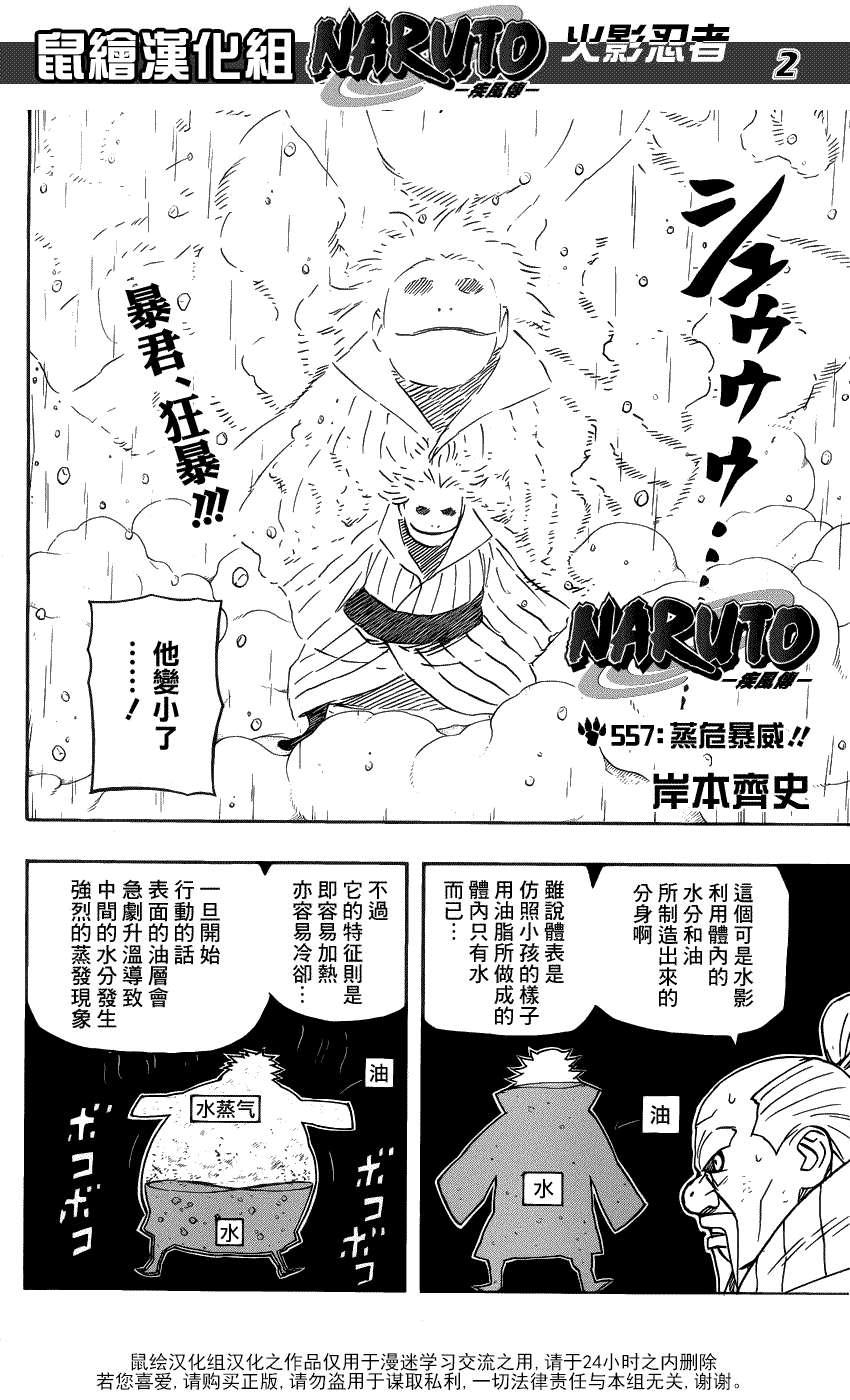 鼠繪漢化組
NARUTO
火影忍者
2
疾風傳
シュゥゥゥ…
暴君、狂暴!!!
他變小了
……!
NARUTO
疾風傳
557:蒸危暴威!!
岸本齊史
這個可是水影
利用體內的
水分和油
所制造出來的
分身啊
雖說體表是
仿照小孩的樣子
用油脂所做成的
體內只有水
而已…
油
水
不過
它的特征則是
即容易加熱
亦容易冷卻…
一旦開始
行動的話
表面的油層會
急劇升溫導致
中間的水分發生
強烈的蒸發現象
油
水蒸气
水
ボコボコ
ボコボコ
鼠绘汉化组汉化之作品仅用于漫迷学习交流之用,请于24小时之内删除
若您喜爱,请购买正版,请勿盗用于谋取私利,一切法律责任与本组无关,谢谢。